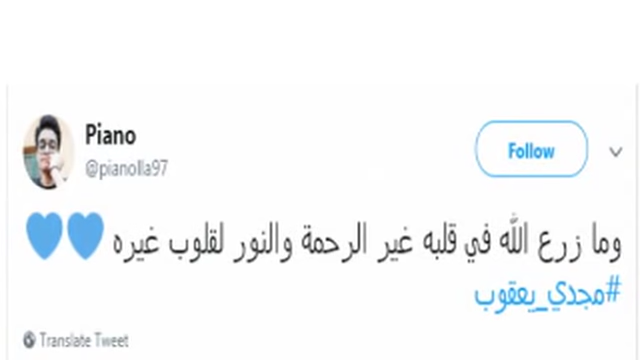 Piano
@pianolla97
Follow
وما زرع الله في قلبه غير الرحمة والنور لقلوب غيره 💙💙
#مجدي_يعقوب
Translate Tweet